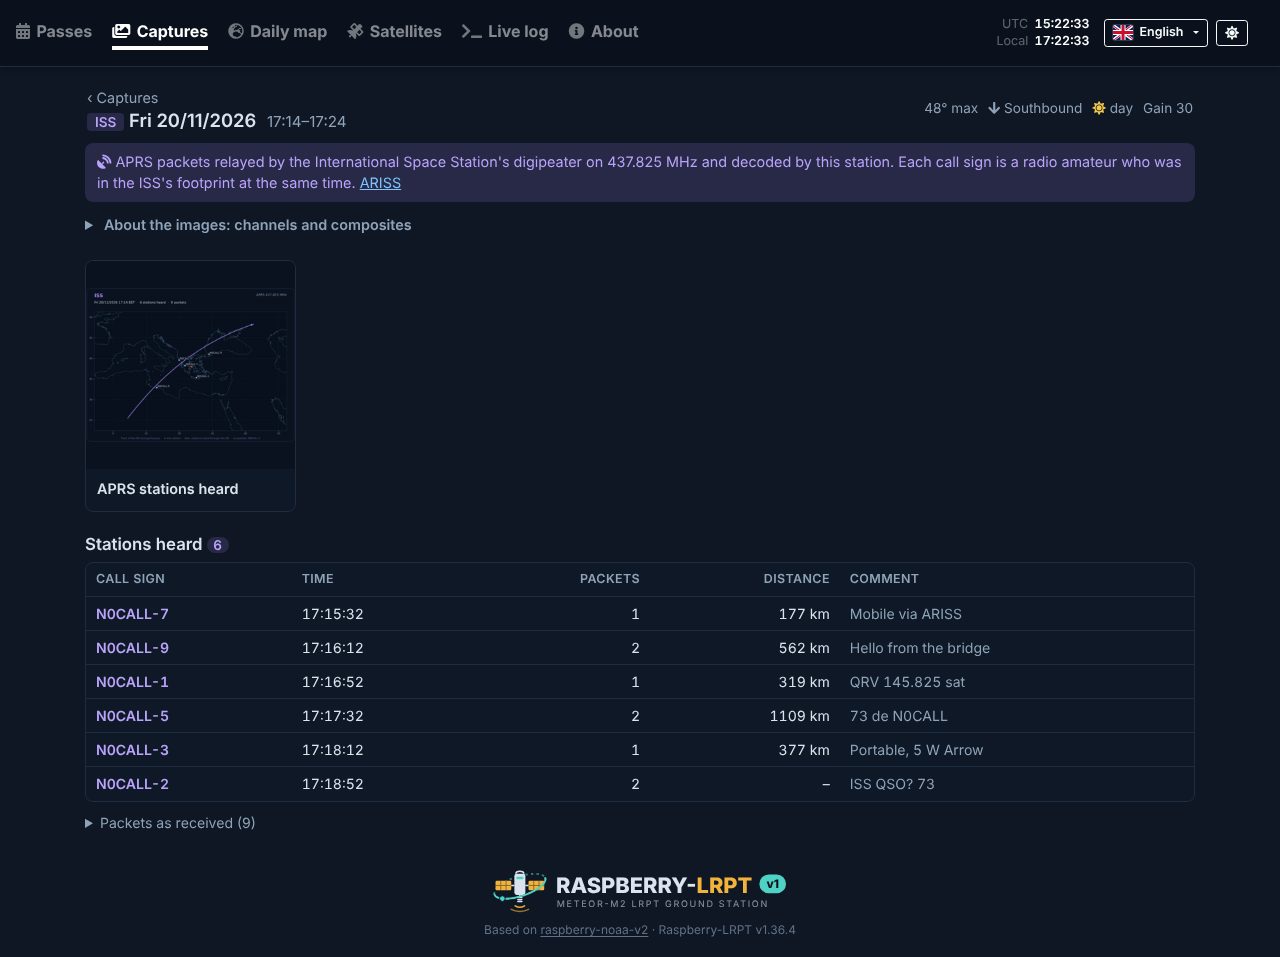 Passes
Captures
Daily map
Satellites
Live log
About
UTC 15:22:33
Local 17:22:33
English
‹ Captures
ISS Fri 20/11/2026 17:14–17:24
48° max Southbound day Gain 30
APRS packets relayed by the International Space Station's digipeater on 437.825 MHz and decoded by this station. Each call sign is a radio amateur who was
in the ISS's footprint at the same time. ARISS
About the images: channels and composites
ISS
APRS stations heard
Stations heard 6
CALL SIGN TIME PACKETS DISTANCE COMMENT
N0CALL-7 17:15:32 1 177 km Mobile via ARISS
N0CALL-9 17:16:12 2 562 km Hello from the bridge
N0CALL-1 17:16:52 1 319 km QRV 145.825 sat
N0CALL-5 17:17:32 2 1109 km 73 de N0CALL
N0CALL-3 17:18:12 1 377 km Portable, 5 W Arrow
N0CALL-2 17:18:52 2 – ISS QSO? 73
Packets as received (9)
RASPBERRY-LRPT v1
METEOR-M2 LRPT GROUND STATION
Based on raspberry-noaa-v2 · Raspberry-LRPT v1.36.4